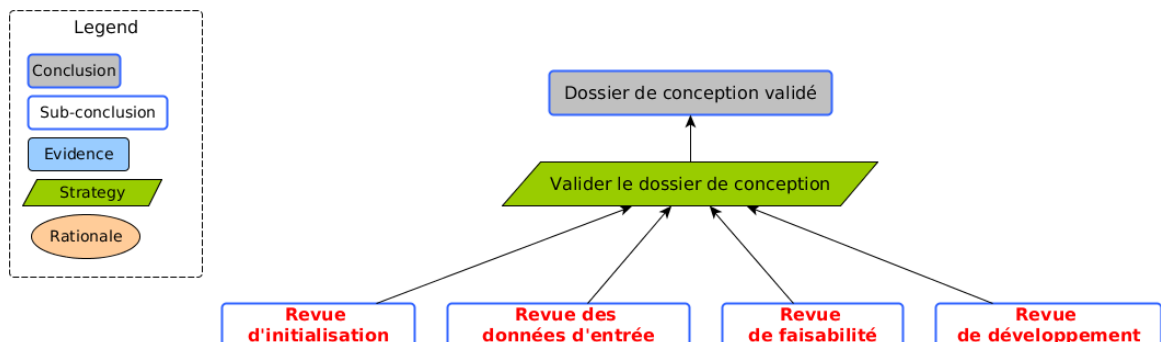 Legend
Conclusion
Sub-conclusion
Evidence
Strategy
Rationale
Dossier de conception validé
Valider le dossier de conception
Revue
d'initialisation
Revue des
données d'entrée
Revue
de faisabilité
Revue
de développement